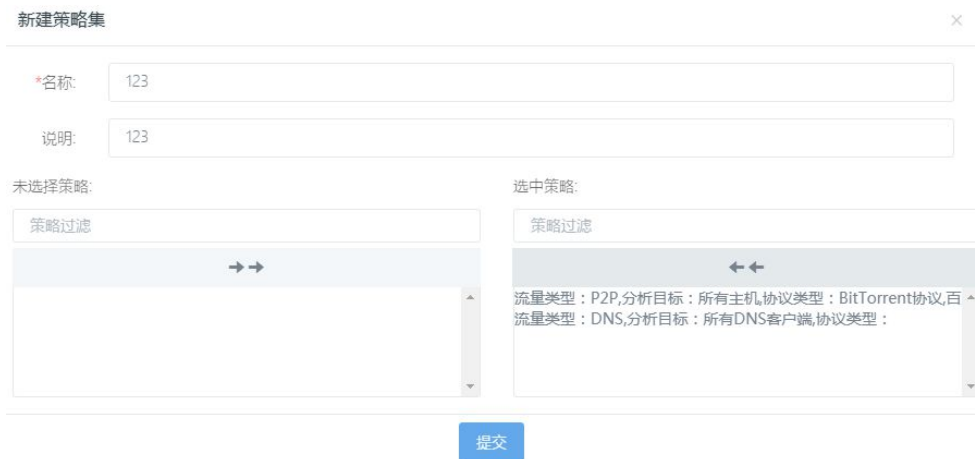 新建策略集
*名称: 123
说明: 123
未选择策略: 选中策略:
策略过滤 策略过滤
流量类型：P2P,分析目标：所有主机,协议类型：BitTorrent协议,百
流量类型：DNS,分析目标：所有DNS客户端,协议类型：
提交